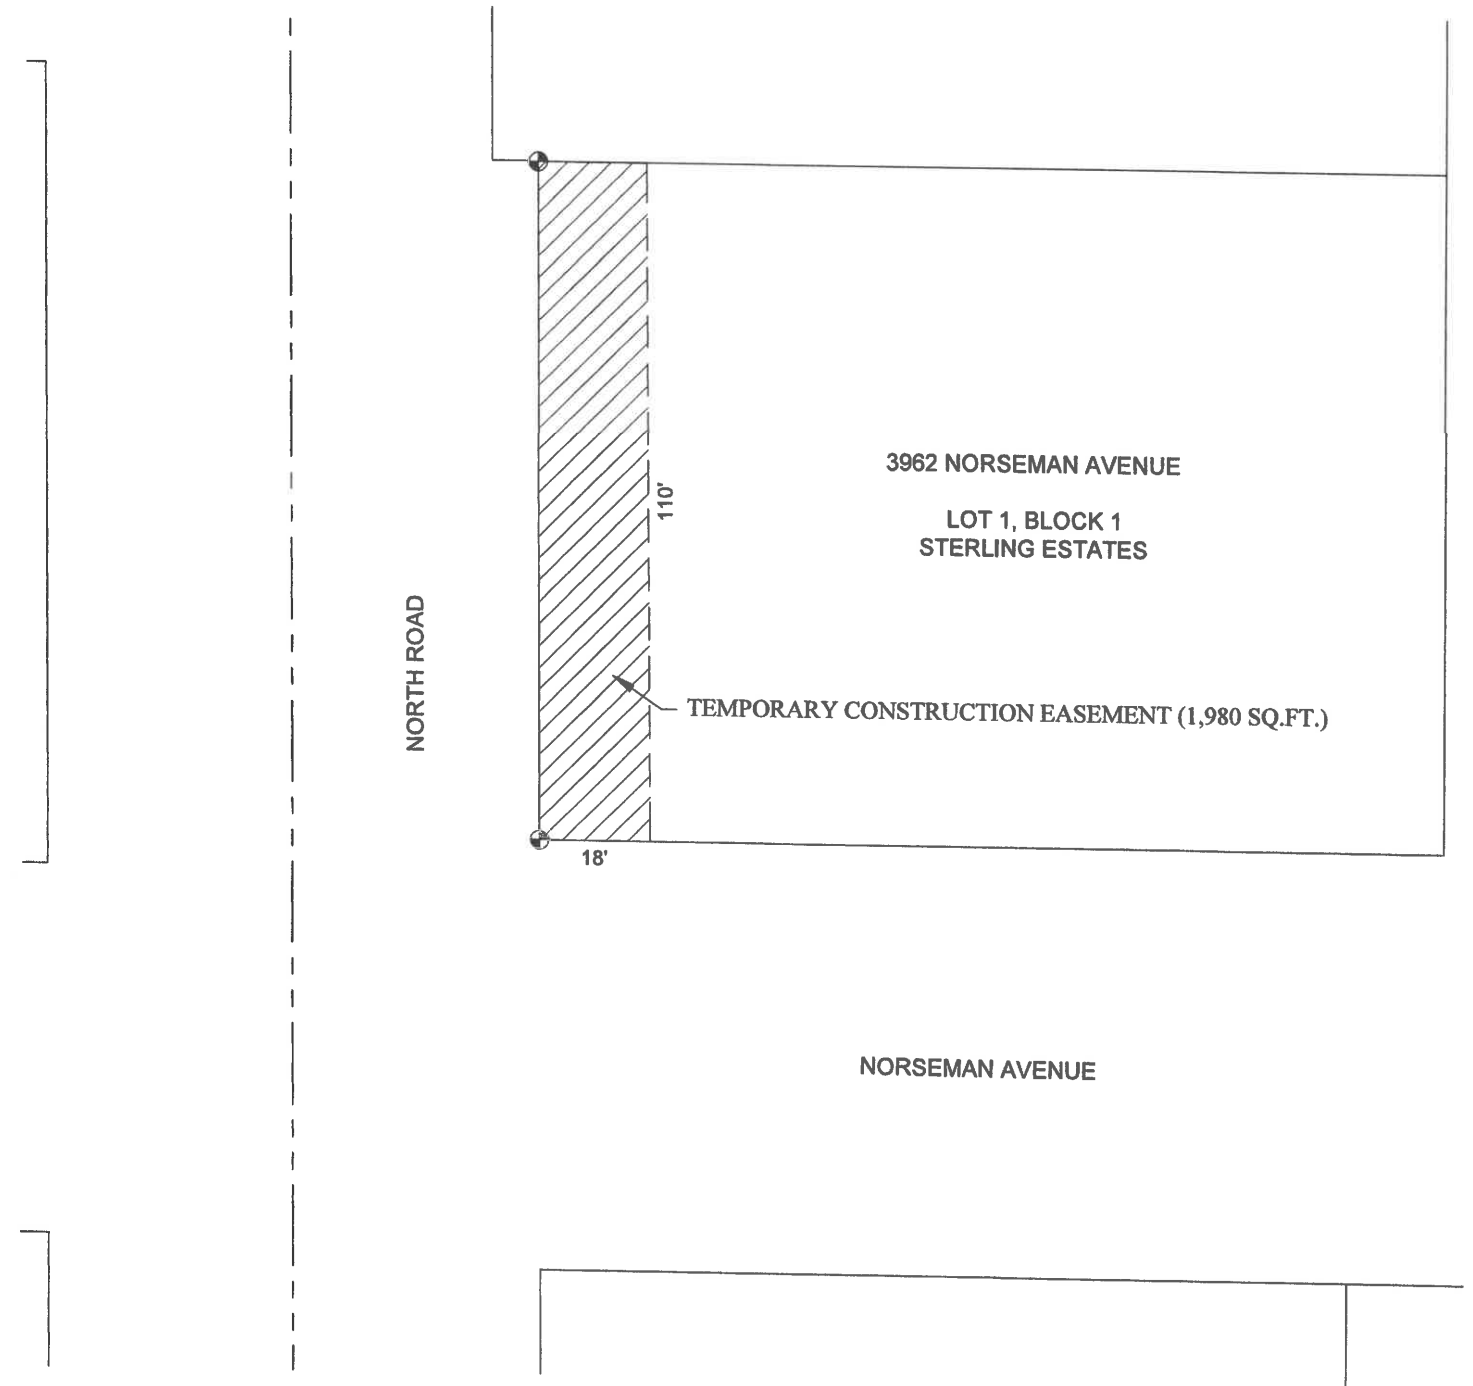 3962 NORSEMAN AVENUE
LOT 1, BLOCK 1
STERLING ESTATES
110'
NORTH ROAD
TEMPORARY CONSTRUCTION EASEMENT (1,980 SQ.FT.)
18'
NORSEMAN AVENUE